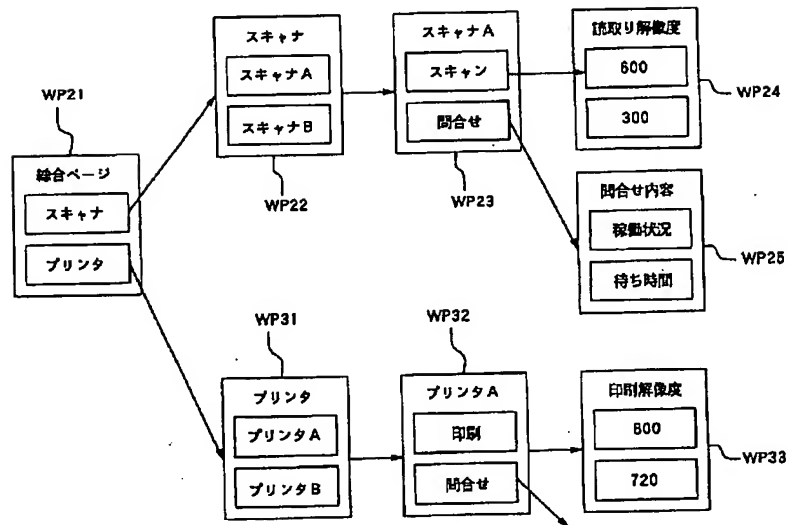 WP21
総合ページ
スキャナ
プリンタ
スキャナ
スキャナA
スキャナB
WP22
スキャナA
スキャン
問合せ
WP23
読取り解像度
600
300
WP24
問合せ内容
稼働状況
待ち時間
WP25
WP31
プリンタ
プリンタA
プリンタB
WP32
プリンタA
印刷
問合せ
印刷解像度
600
720
WP33